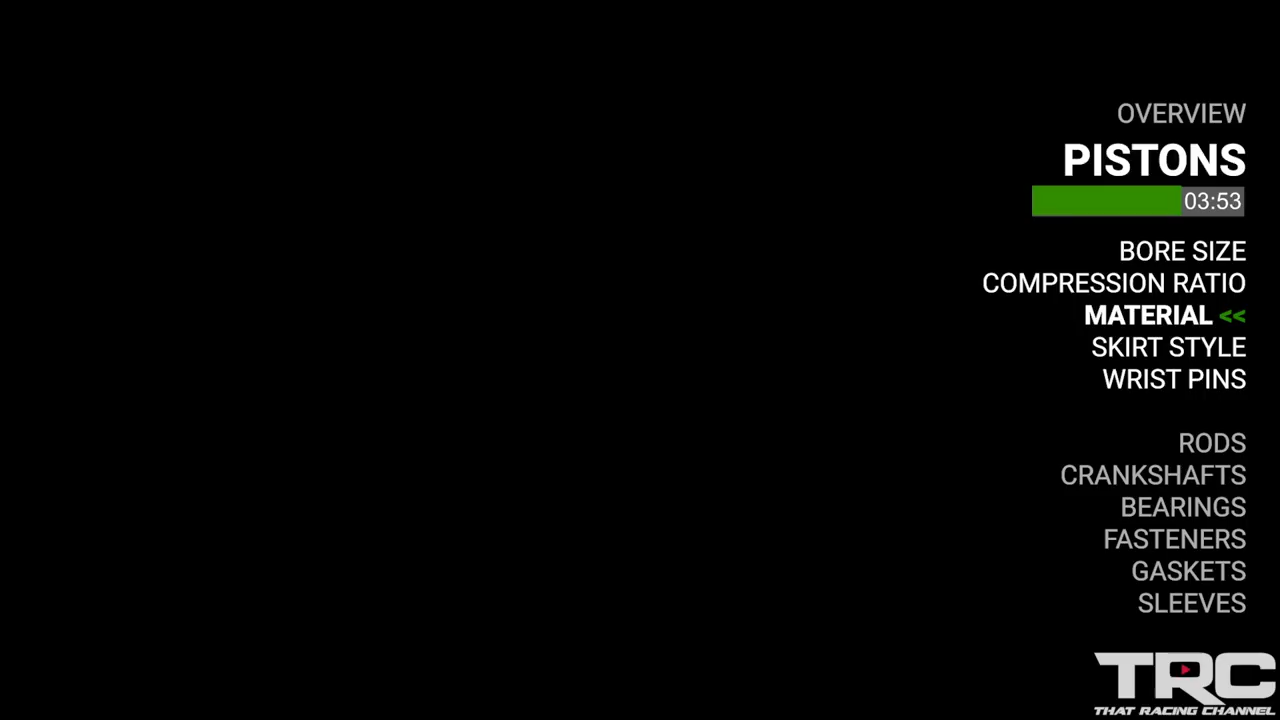 OVERVIEW
PISTONS
03:53
BORE SIZE
COMPRESSION RATIO
MATERIAL <<
SKIRT STYLE
WRIST PINS
RODS
CRANKSHAFTS
BEARINGS
FASTENERS
GASKETS
SLEEVES
TRC
THAT RACING CHANNEL